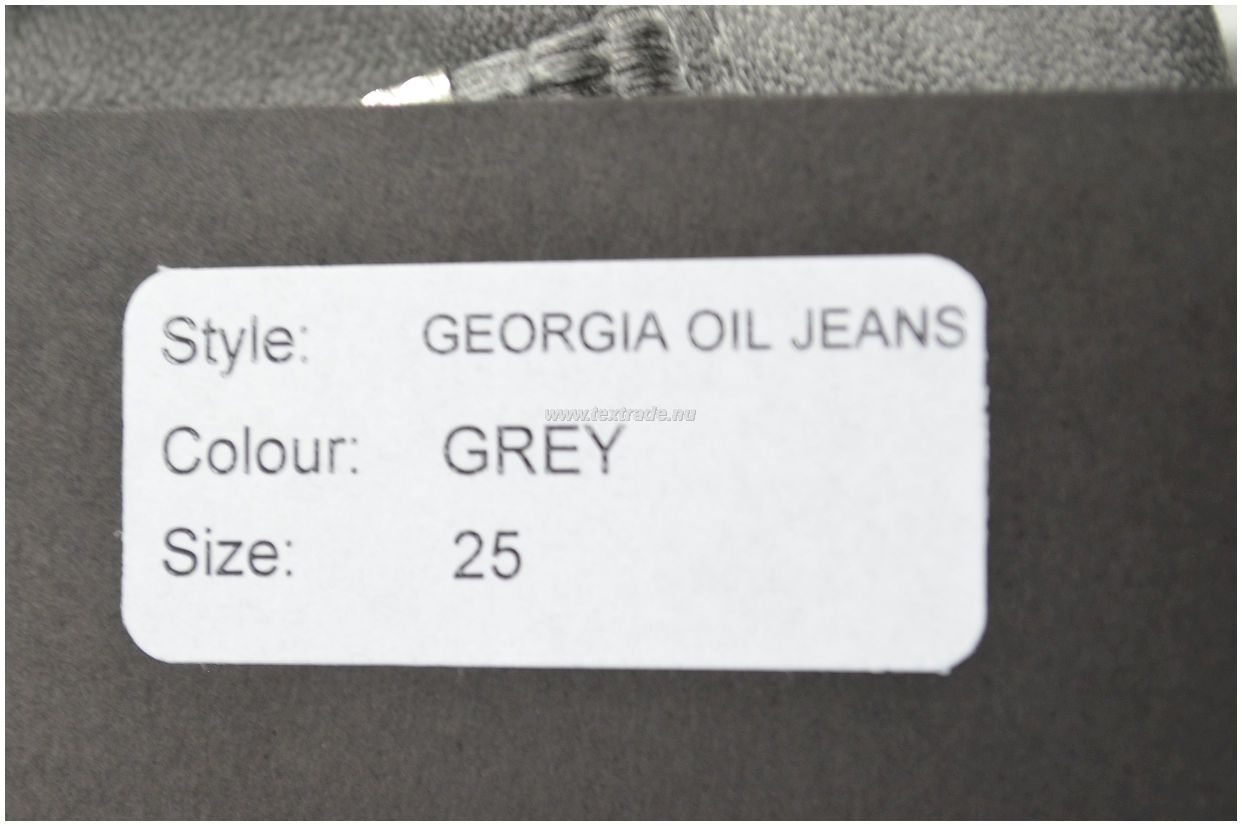 Style: GEORGIA OIL JEANS
www.textrade.nu
Colour: GREY
Size: 25